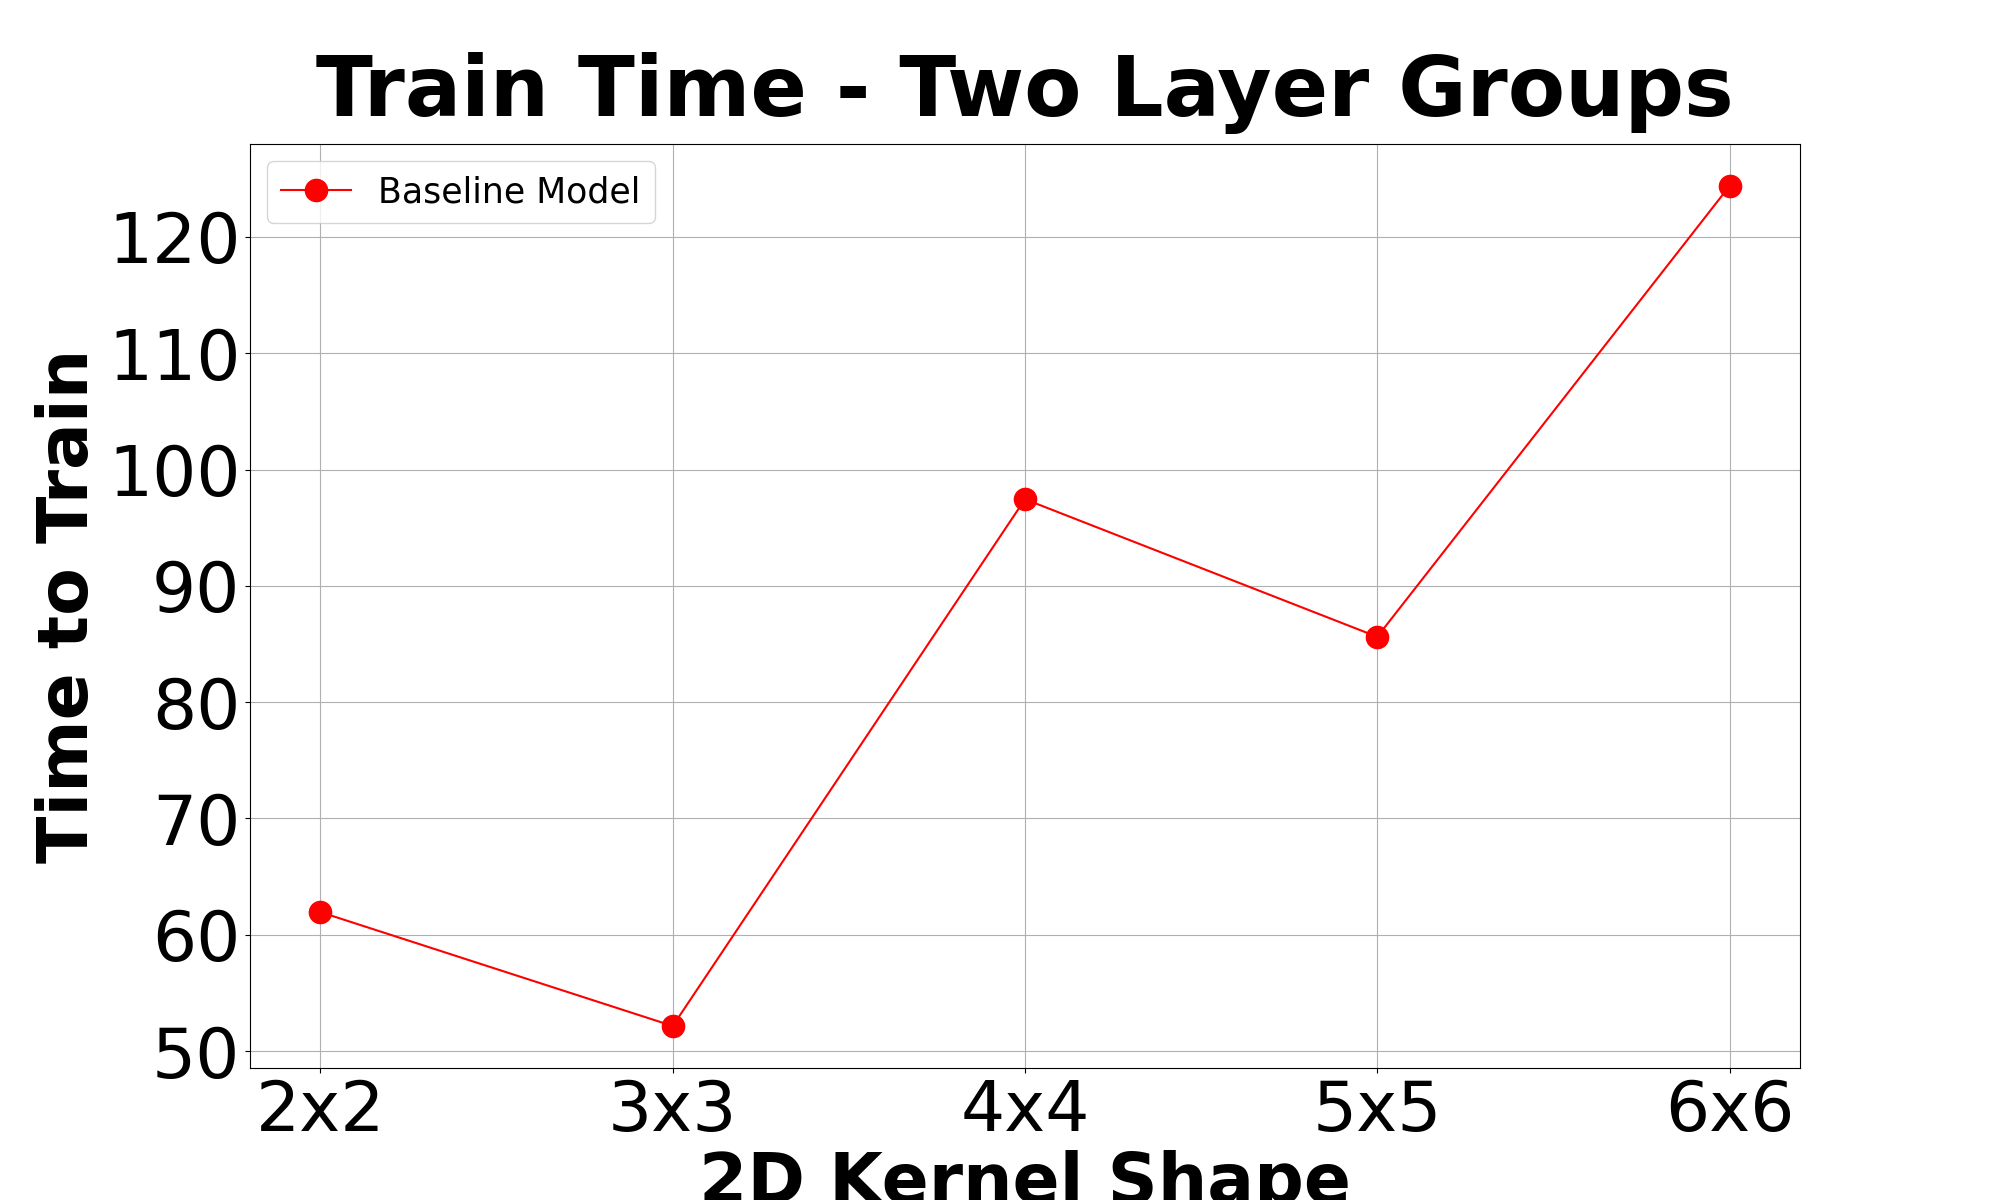 Train Time - Two Layer Groups
Baseline Model
Time to Train
120
110
100
90
80
70
60
50
2x2 3x3 4x4 5x5 6x6
2D Kernel Shape